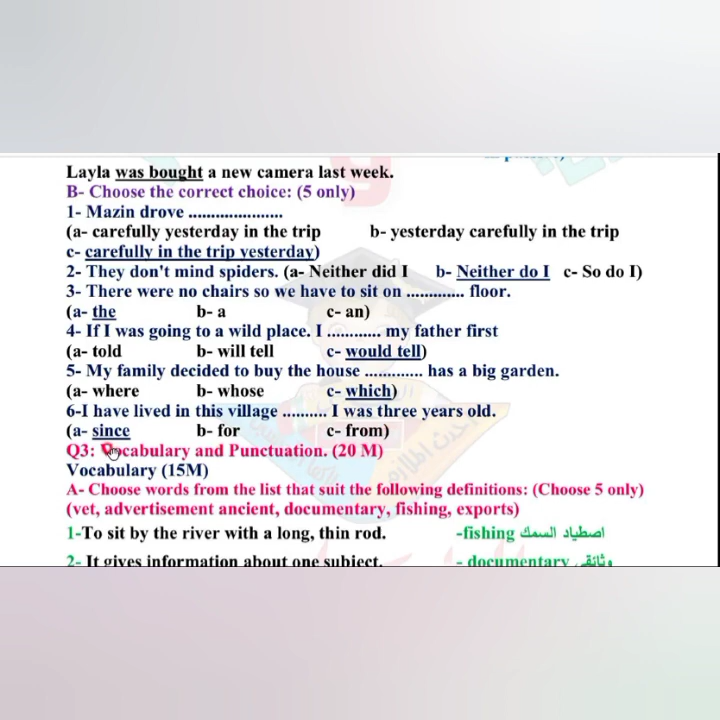 Layla was bought a new camera last week.
B- Choose the correct choice: (5 only)
1- Mazin drove ......................
(a- carefully yesterday in the trip b- yesterday carefully in the trip
c- carefully in the trip yesterday)
2- They don't mind spiders. (a- Neither did I b- Neither do I c- So do I)
3- There were no chairs so we have to sit on ............. floor.
(a- the b- a c- an)
4- If I was going to a wild place. I ............ my father first
(a- told b- will tell c- would tell)
5- My family decided to buy the house ............. has a big garden.
(a- where b- whose c- which)
6-I have lived in this village .......... I was three years old.
(a- since b- for c- from)
Q3: Vocabulary and Punctuation. (20 M)
Vocabulary (15M)
A- Choose words from the list that suit the following definitions: (Choose 5 only)
(vet, advertisement ancient, documentary, fishing, exports)
1-To sit by the river with a long, thin rod. -fishing اصطياد السمك
2- It gives information about one subject. - documentary وثائقي